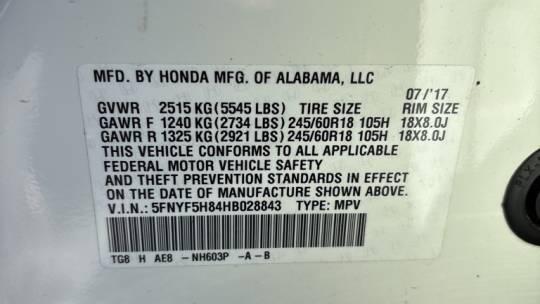 MFD. BY HONDA MFG. OF ALABAMA, LLC
07/'17
GVWR 2515 KG (5545 LBS) TIRE SIZE RIM SIZE
GAWR F 1240 KG (2734 LBS) 245/60R18 105H 18X8.0J
GAWR R 1325 KG (2921 LBS) 245/60R18 105H 18X8.0J
THIS VEHICLE CONFORMS TO ALL APPLICABLE
FEDERAL MOTOR VEHICLE SAFETY
AND THEFT PREVENTION STANDARDS IN EFFECT
ON THE DATE OF MANUFACTURE SHOWN ABOVE.
V.I.N.: 5FNYF5H84HB028843 TYPE: MPV
TG8 H AE8 - NH603P -A-B